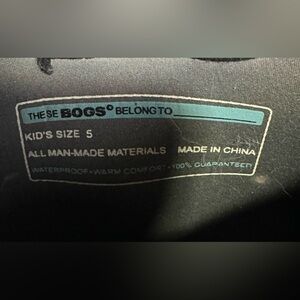 THESE BOGS® BELONG TO
KID'S SIZE 5
ALL MAN-MADE MATERIALS MADE IN CHINA
WATERPROOF • WARM COMFORT • 100% GUARANTEED